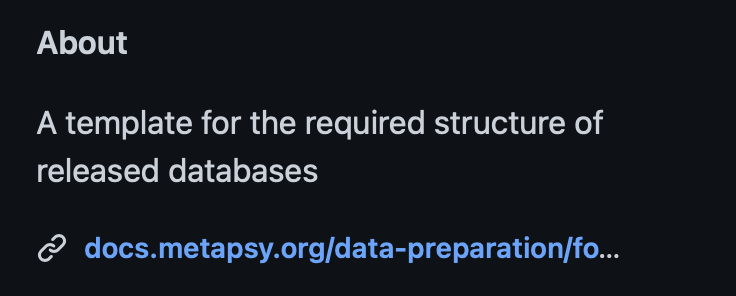 About
A template for the required structure of
released databases
docs.metapsy.org/data-preparation/fo...